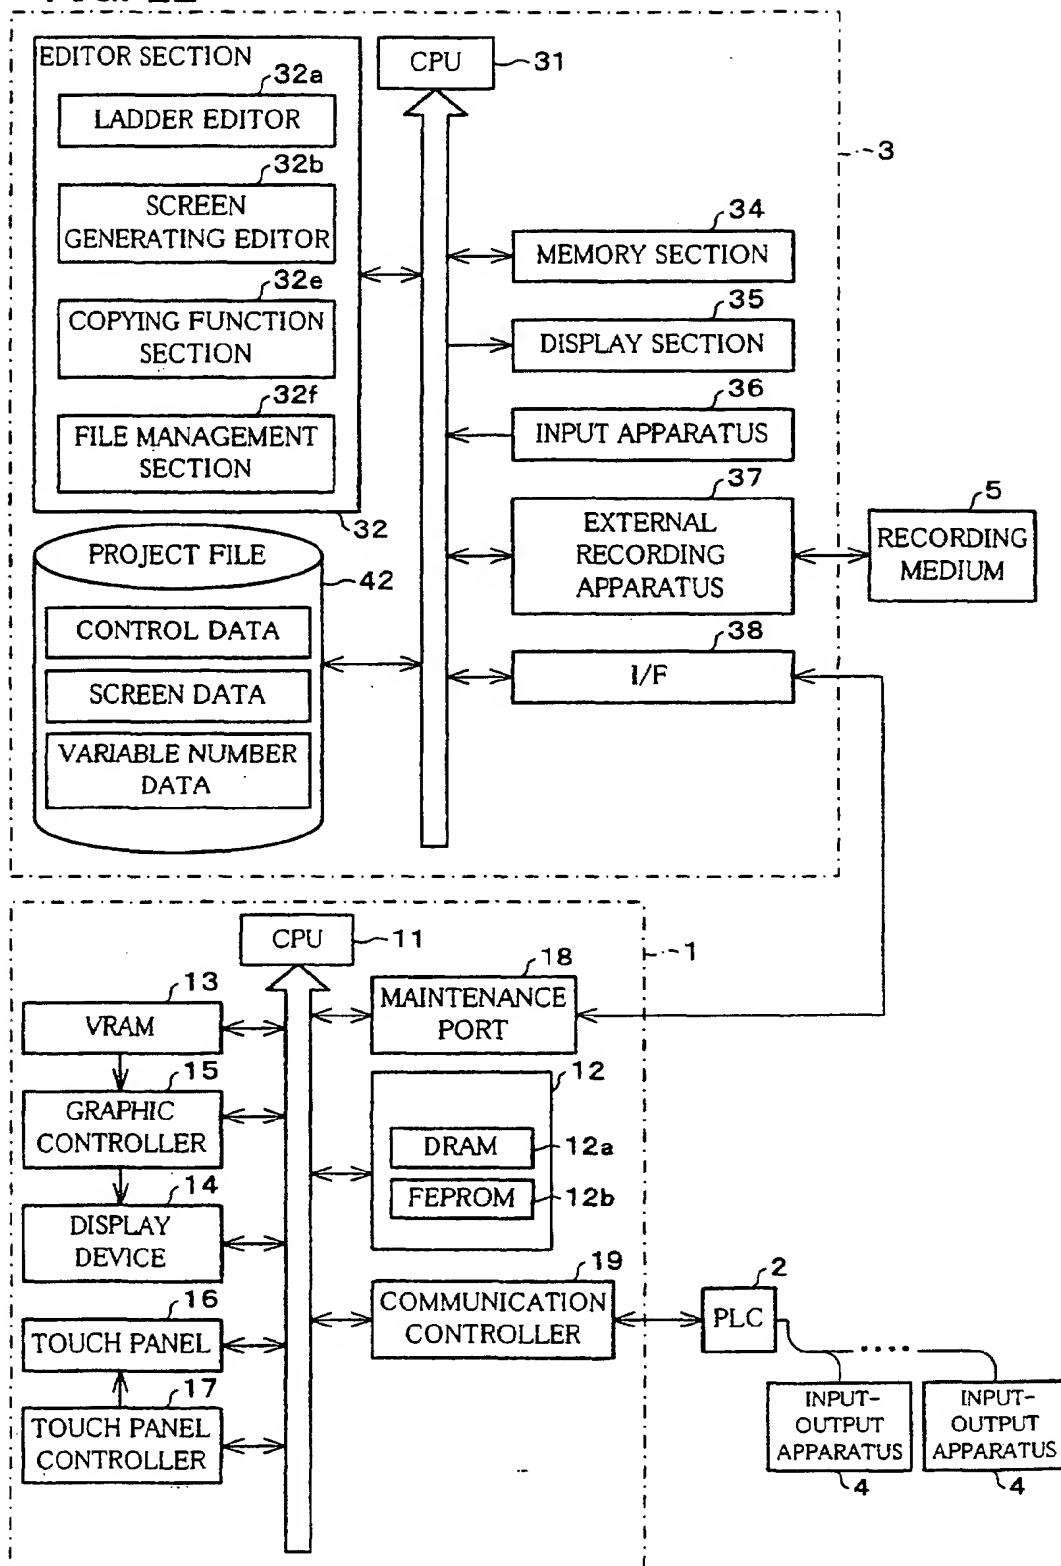 EDITOR SECTION
32a
LADDER EDITOR
32b
SCREEN
GENERATING EDITOR
32e
COPYING FUNCTION
SECTION
32f
FILE MANAGEMENT
SECTION
32
CPU
31
3
34
MEMORY SECTION
35
DISPLAY SECTION
36
INPUT APPARATUS
37
EXTERNAL
RECORDING
APPARATUS
5
RECORDING
MEDIUM
38
I/F
PROJECT FILE
42
CONTROL DATA
SCREEN DATA
VARIABLE NUMBER
DATA
CPU
11
1
13
VRAM
15
GRAPHIC
CONTROLLER
14
DISPLAY
DEVICE
16
TOUCH PANEL
17
TOUCH PANEL
CONTROLLER
18
MAINTENANCE
PORT
12
DRAM
12a
FEPROM
12b
19
COMMUNICATION
CONTROLLER
2
PLC
INPUT-
OUTPUT
APPARATUS
4
INPUT-
OUTPUT
APPARATUS
4